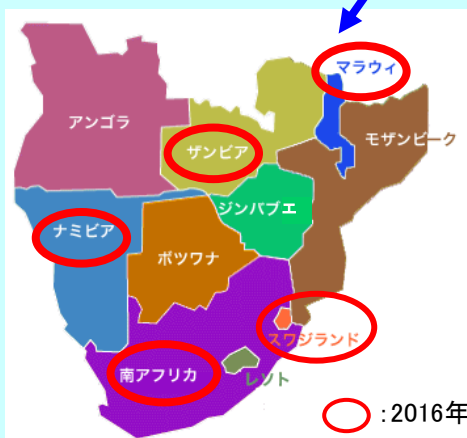 マラウィ
アンゴラ
モザンビーク
ザンビア
ジンバブエ
ナミビア
ボツワナ
スワジランド
南アフリカ
レソト
:2016年